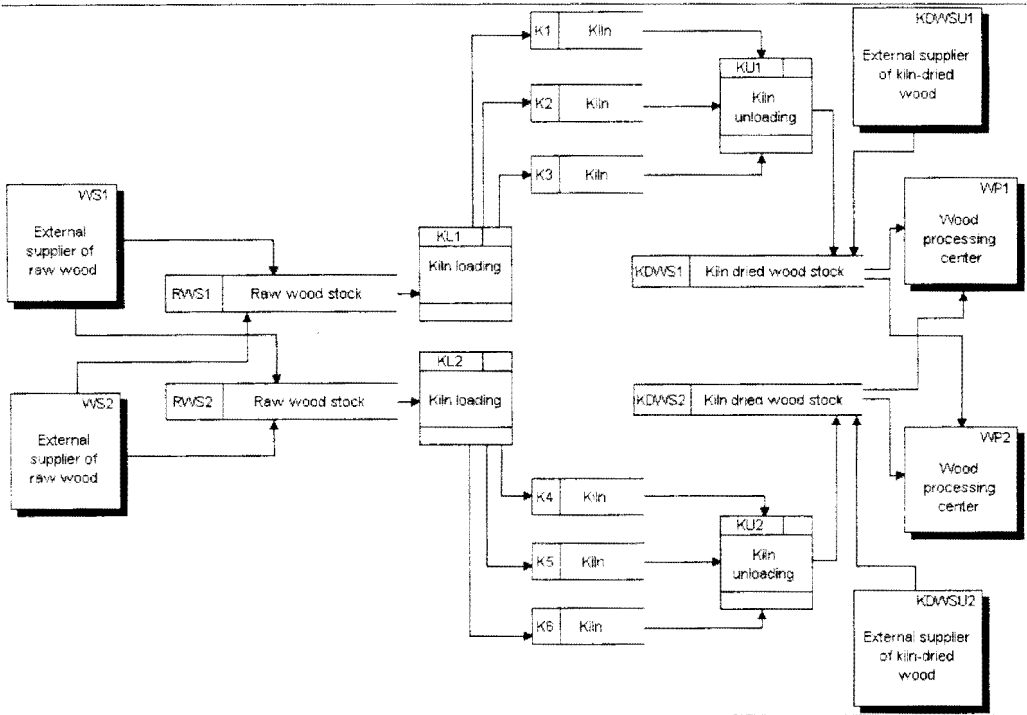 K1 Kiln
KDWSU1
External supplier
of kiln-dried
wood
KU1
Kiln
unloading
K2 Kiln
K3 Kiln
WS1
External
supplier of
raw wood
WP1
Wood
processing
center
KL1
Kiln loading
KDWS1 Kiln dried wood stock
RWS1 Raw wood stock
KL2
Kiln loading
RWS2 Raw wood stock
KDWS2 Kiln dried wood stock
WS2
External
supplier of
raw wood
WP2
Wood
processing
center
K4 Kiln
KU2
Kiln
unloading
K5 Kiln
K6 Kiln
KDWSU2
External supplier
of kiln-dried
wood